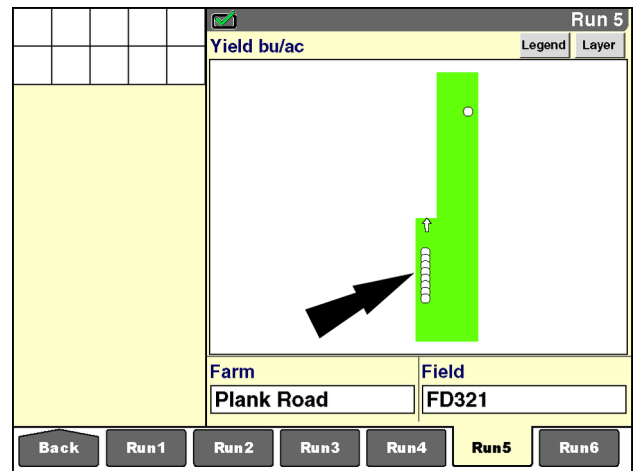 Run 5
Yield bu/ac
Legend
Layer
Farm
Field
Plank Road
FD321
Back
Run1
Run2
Run3
Run4
Run5
Run6